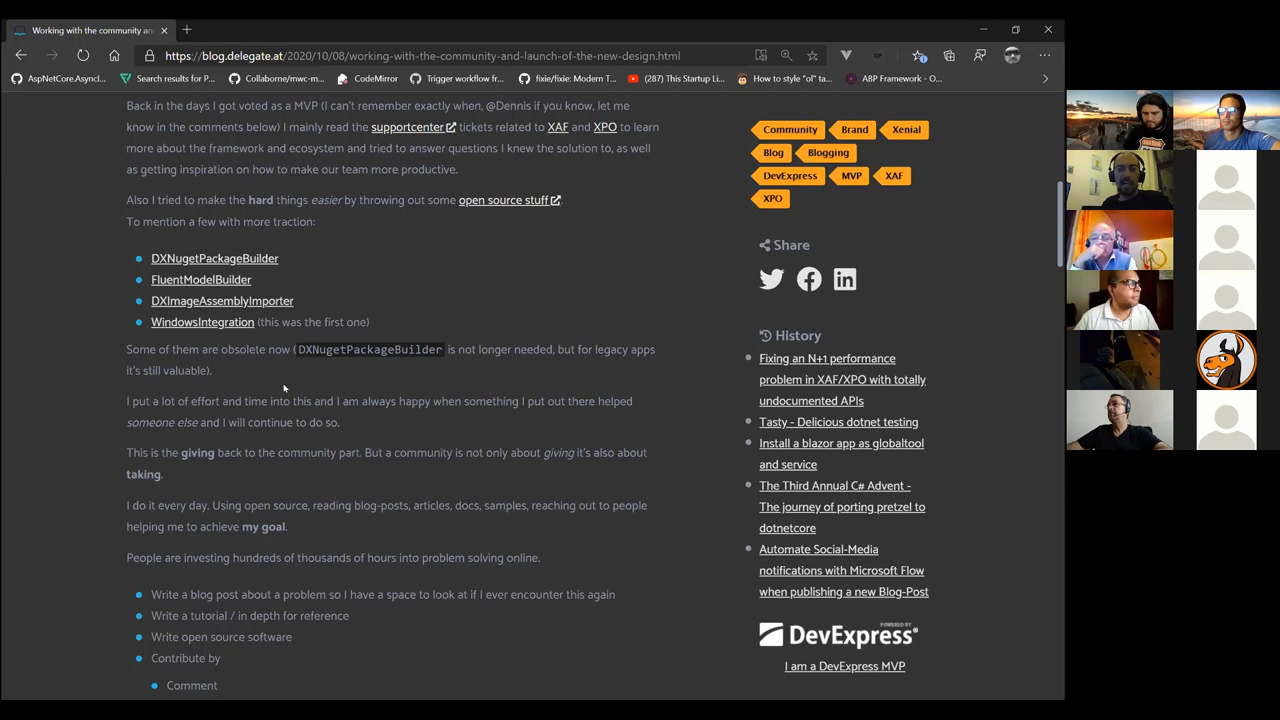 Working with the community an
https://blog.delegate.at/2020/10/08/working-with-the-community-and-launch-of-the-new-design.html
AspNetCore.Asyncl...
Search results for P...
Collaborne/mwc-m...
CodeMirror
Trigger workflow fr...
fixie/fixie: Modern T...
(287) This Startup Li...
How to style "ol" ta...
ABP Framework - O...
Back in the days I got voted as a MVP (I can't remember exactly when, @Dennis if you know, let me
know in the comments below) I mainly read the supportcenter tickets related to XAF and XPO to learn
more about the framework and ecosystem and tried to answer questions I knew the solution to, as well
as getting inspiration on how to make our team more productive.
Also I tried to make the hard things easier by throwing out some open source stuff.
To mention a few with more traction:
DXNugetPackageBuilder
FluentModelBuilder
DXImageAssemblyImporter
WindowsIntegration (this was the first one)
Some of them are obsolete now (DXNugetPackageBuilder is not longer needed, but for legacy apps
it's still valuable).
I put a lot of effort and time into this and I am always happy when something I put out there helped
someone else and I will continue to do so.
This is the giving back to the community part. But a community is not only about giving it's also about
taking.
I do it every day. Using open source, reading blog-posts, articles, docs, samples, reaching out to people
helping me to achieve my goal.
People are investing hundreds of thousands of hours into problem solving online.
Write a blog post about a problem so I have a space to look at if I ever encounter this again
Write a tutorial / in depth for reference
Write open source software
Contribute by
Comment
Community Brand Xenial
Blog Blogging
DevExpress MVP XAF
XPO
Share
History
Fixing an N+1 performance
problem in XAF/XPO with totally
undocumented APIs
Tasty - Delicious dotnet testing
Install a blazor app as globaltool
and service
The Third Annual C# Advent -
The journey of porting pretzel to
dotnetcore
Automate Social-Media
notifications with Microsoft Flow
when publishing a new Blog-Post
POWERED BY
DevExpress®
I am a DevExpress MVP